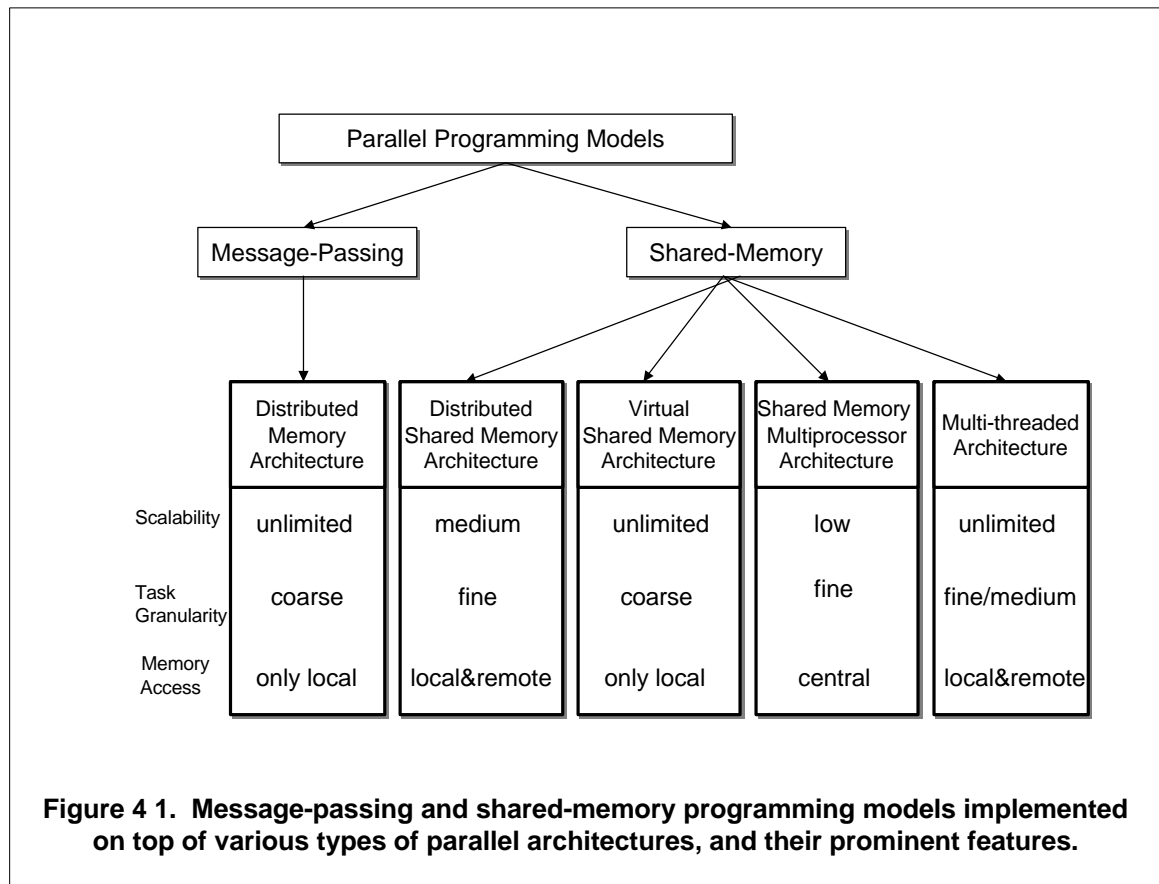 Parallel Programming Models
Message-Passing
Shared-Memory
Distributed
Memory
Architecture
Distributed
Shared Memory
Architecture
Virtual
Shared Memory
Architecture
Shared Memory
Multiprocessor
Architecture
Multi-threaded
Architecture
Scalability
unlimited
medium
unlimited
low
unlimited
Task
Granularity
coarse
fine
coarse
fine
fine/medium
Memory
Access
only local
local&remote
only local
central
local&remote
Figure 4 1. Message-passing and shared-memory programming models implemented
on top of various types of parallel architectures, and their prominent features.